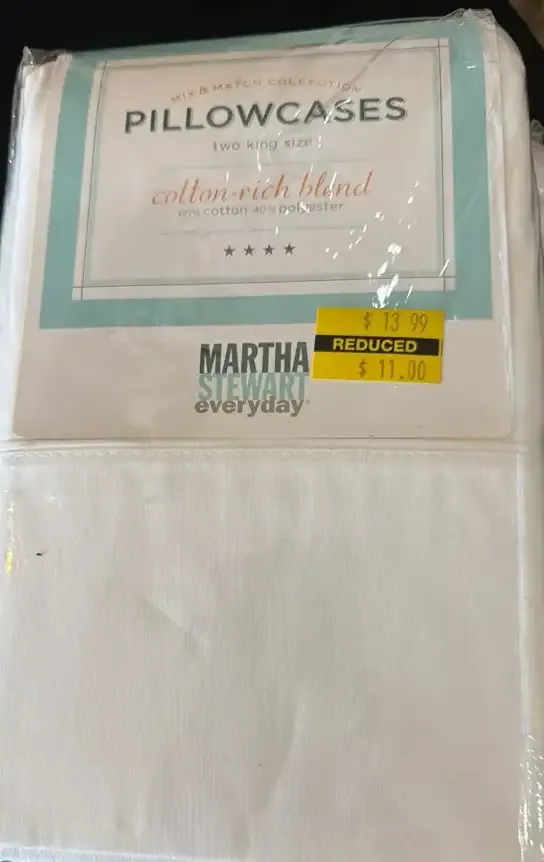 MIX & MATCH COLLECTION
PILLOWCASES
two king size
cotton-rich blend
60% cotton 40% polyester
★★★★
$ 13 99
REDUCED
$ 11.00
MARTHA
STEWART
everyday®